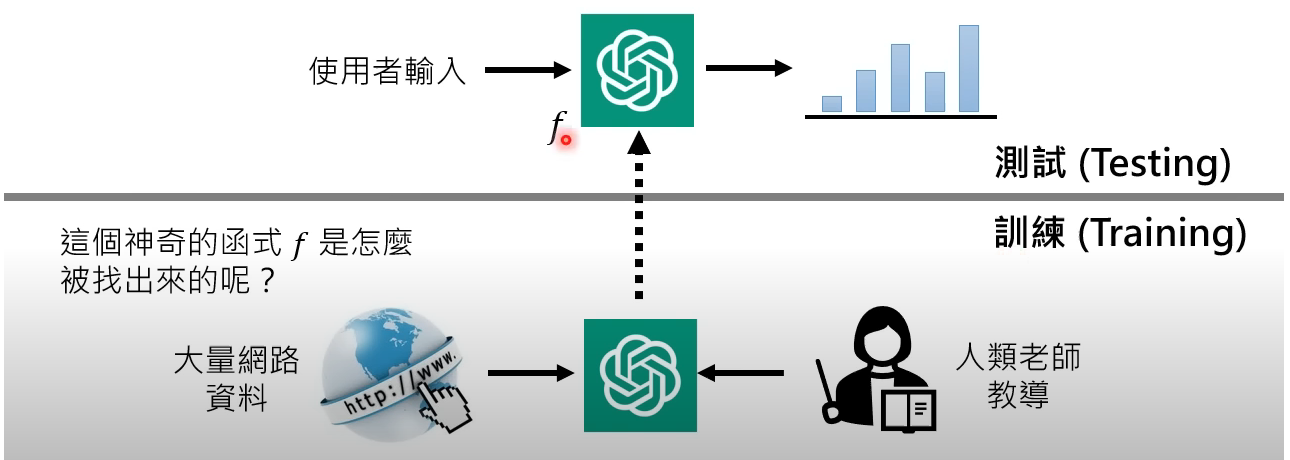 使用者輸入
f
測試 (Testing)
訓練 (Training)
這個神奇的函式 f 是怎麼
被找出來的呢？
大量網路
資料
http://www.
人類老師
教導